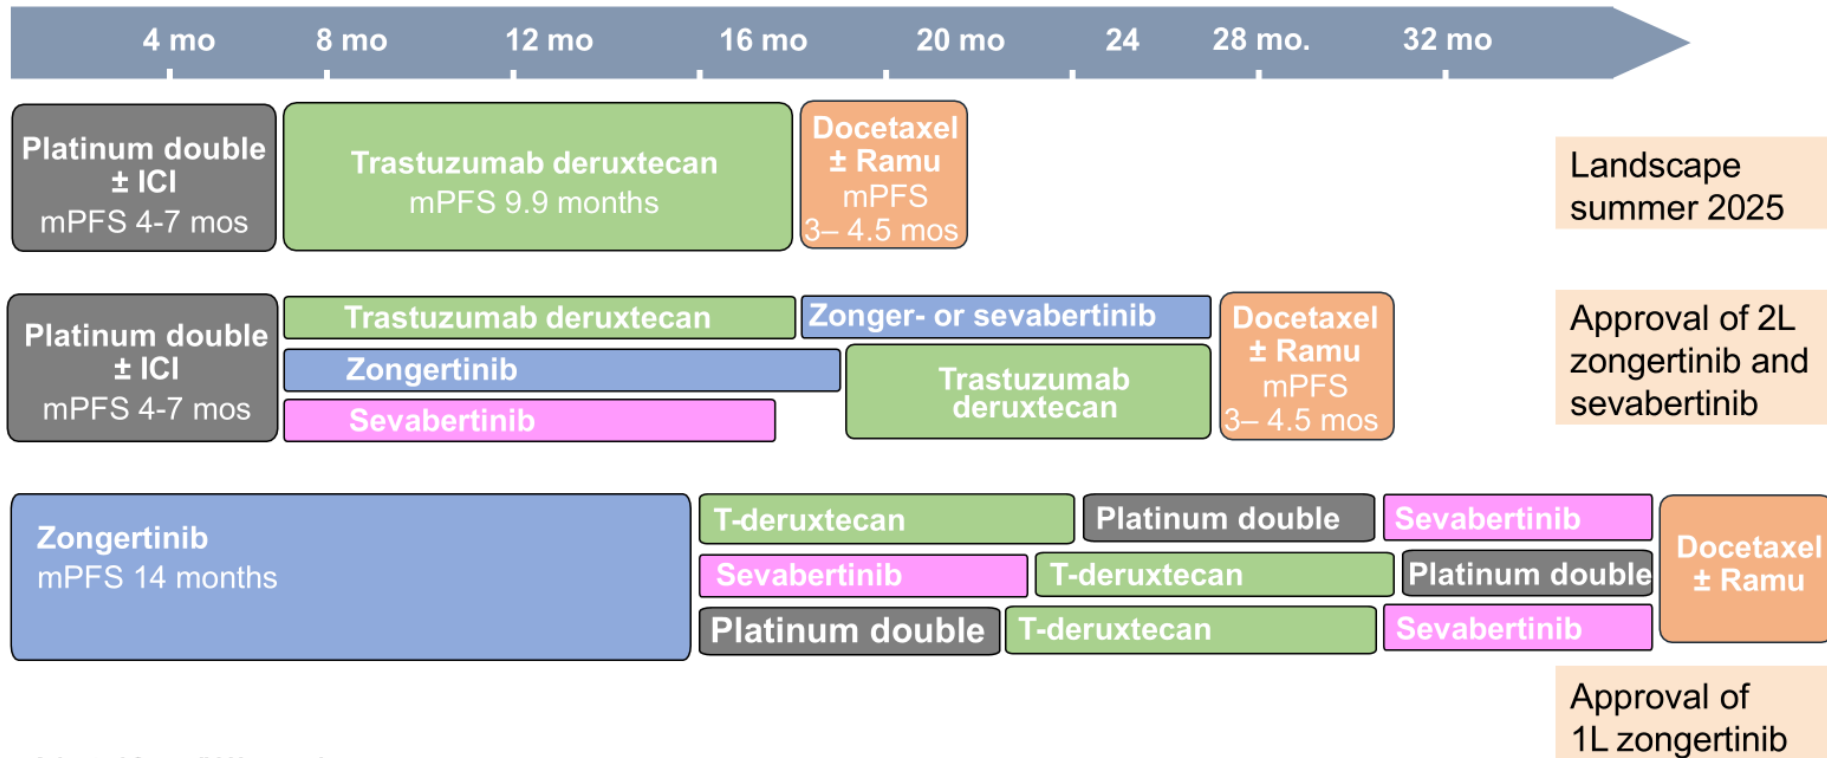 4 mo 8 mo 12 mo 16 mo 20 mo 24 28 mo. 32 mo
Platinum double
± ICI
mPFS 4-7 mos
Trastuzumab deruxtecan
mPFS 9.9 months
Docetaxel
± Ramu
mPFS
3– 4.5 mos
Landscape
summer 2025
Platinum double
± ICI
mPFS 4-7 mos
Trastuzumab deruxtecan
Zongertinib
Sevabertinib
Zonger- or sevabertinib
Trastuzumab
deruxtecan
Docetaxel
± Ramu
mPFS
3– 4.5 mos
Approval of 2L
zongertinib and
sevabertinib
Zongertinib
mPFS 14 months
T-deruxtecan
Platinum double
Sevabertinib
Sevabertinib
T-deruxtecan
Platinum double
Platinum double
T-deruxtecan
Sevabertinib
Docetaxel
± Ramu
Approval of
1L zongertinib